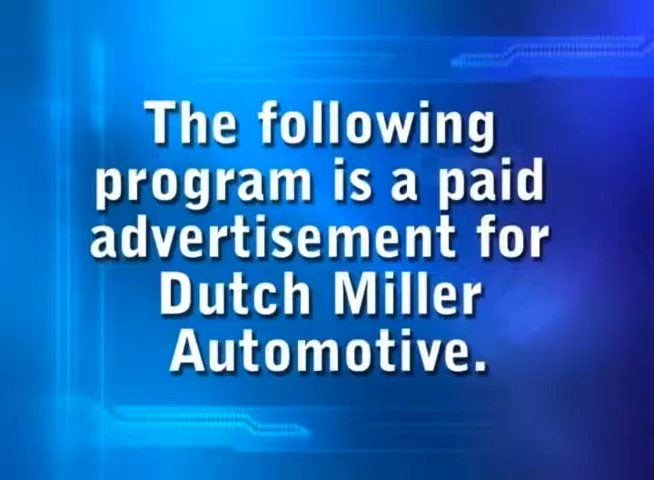 The following
program is a paid
advertisement for
Dutch Miller
Automotive.